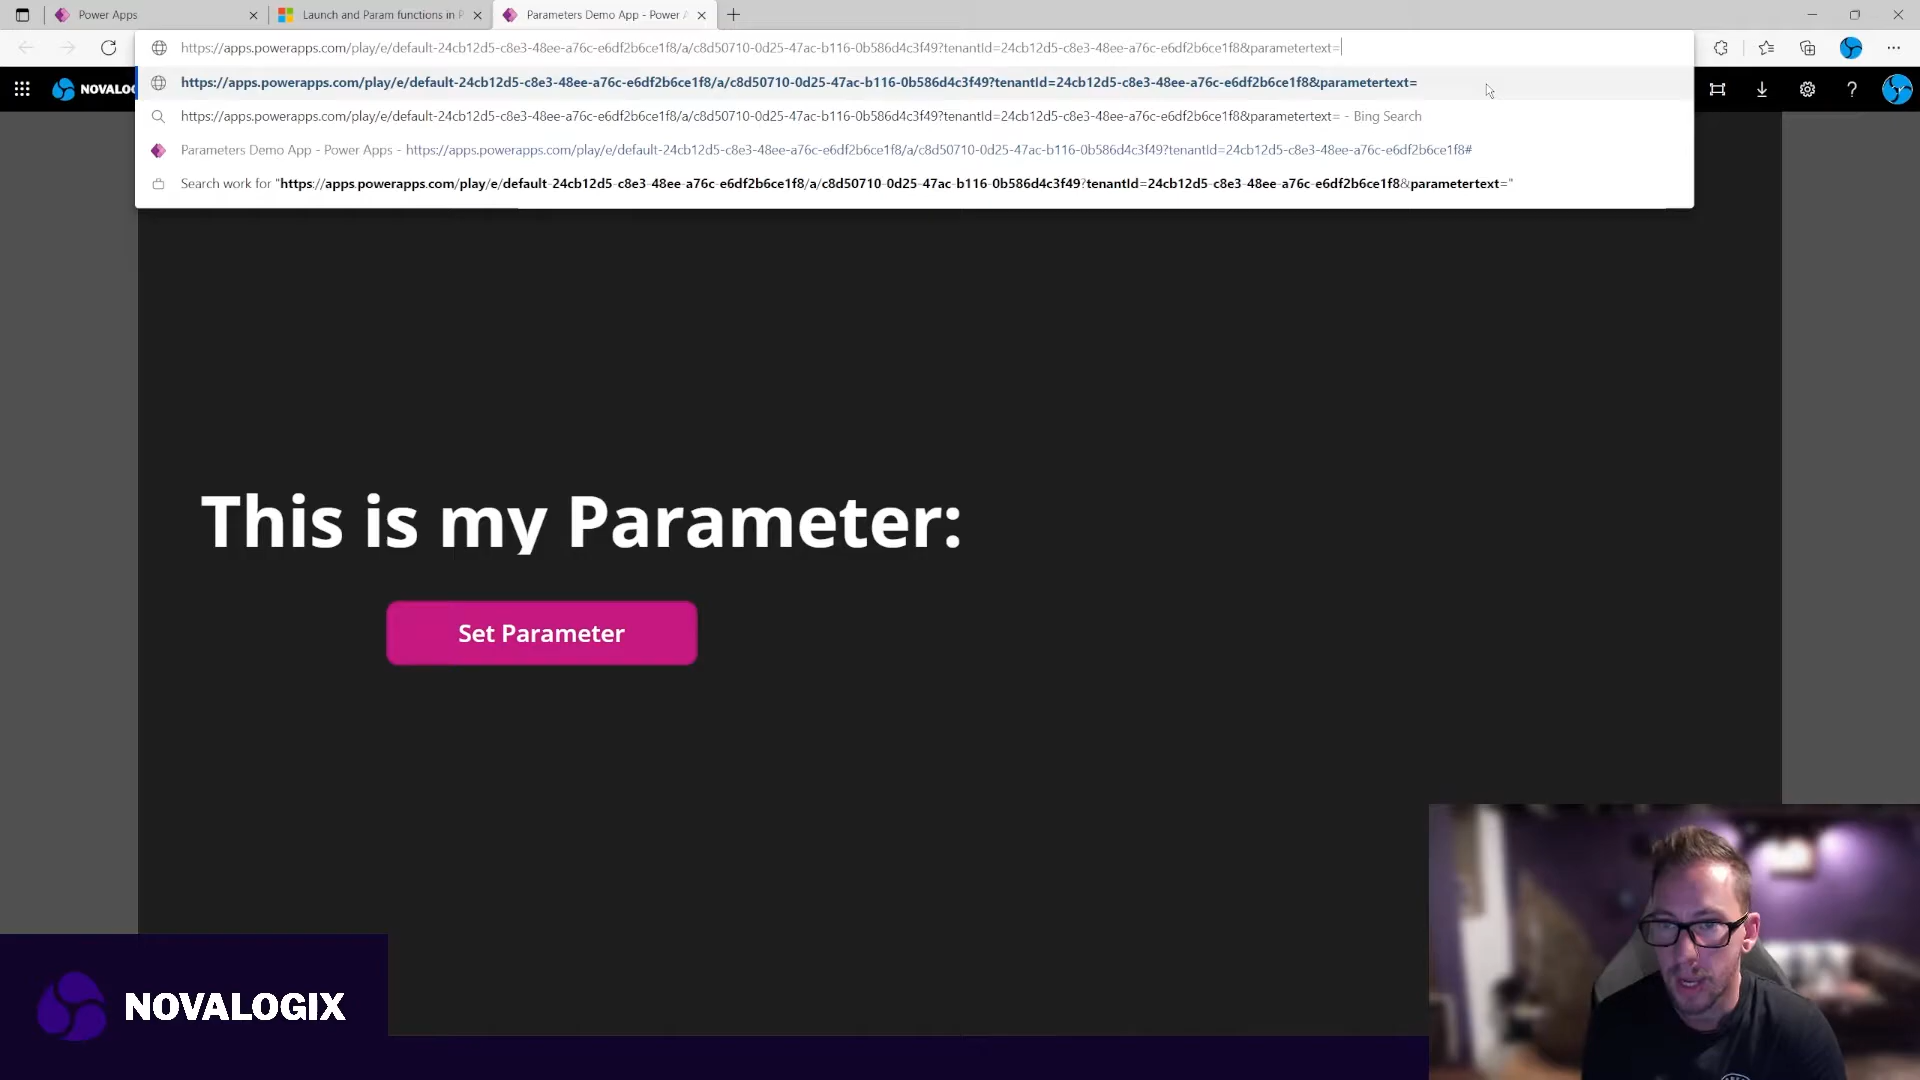 Power Apps
Launch and Param functions in P
Parameters Demo App - Power A
https://apps.powerapps.com/play/e/default-24cb12d5-c8e3-48ee-a76c-e6df2b6ce1f8/a/c8d50710-0d25-47ac-b116-0b586d4c3f49?tenantId=24cb12d5-c8e3-48ee-a76c-e6df2b6ce1f8&parametertext=
NOVALO
https://apps.powerapps.com/play/e/default-24cb12d5-c8e3-48ee-a76c-e6df2b6ce1f8/a/c8d50710-0d25-47ac-b116-0b586d4c3f49?tenantId=24cb12d5-c8e3-48ee-a76c-e6df2b6ce1f8&parametertext=
https://apps.powerapps.com/play/e/default-24cb12d5-c8e3-48ee-a76c-e6df2b6ce1f8/a/c8d50710-0d25-47ac-b116-0b586d4c3f49?tenantId=24cb12d5-c8e3-48ee-a76c-e6df2b6ce1f8&parametertext= - Bing Search
Parameters Demo App - Power Apps - https://apps.powerapps.com/play/e/default-24cb12d5-c8e3-48ee-a76c-e6df2b6ce1f8/a/c8d50710-0d25-47ac-b116-0b586d4c3f49?tenantId=24cb12d5-c8e3-48ee-a76c-e6df2b6ce1f8#
Search work for "https://apps.powerapps.com/play/e/default-24cb12d5-c8e3-48ee-a76c-e6df2b6ce1f8/a/c8d50710-0d25-47ac-b116-0b586d4c3f49?tenantId=24cb12d5-c8e3-48ee-a76c-e6df2b6ce1f8&parametertext="
This is my Parameter:
Set Parameter
NOVALOGIX